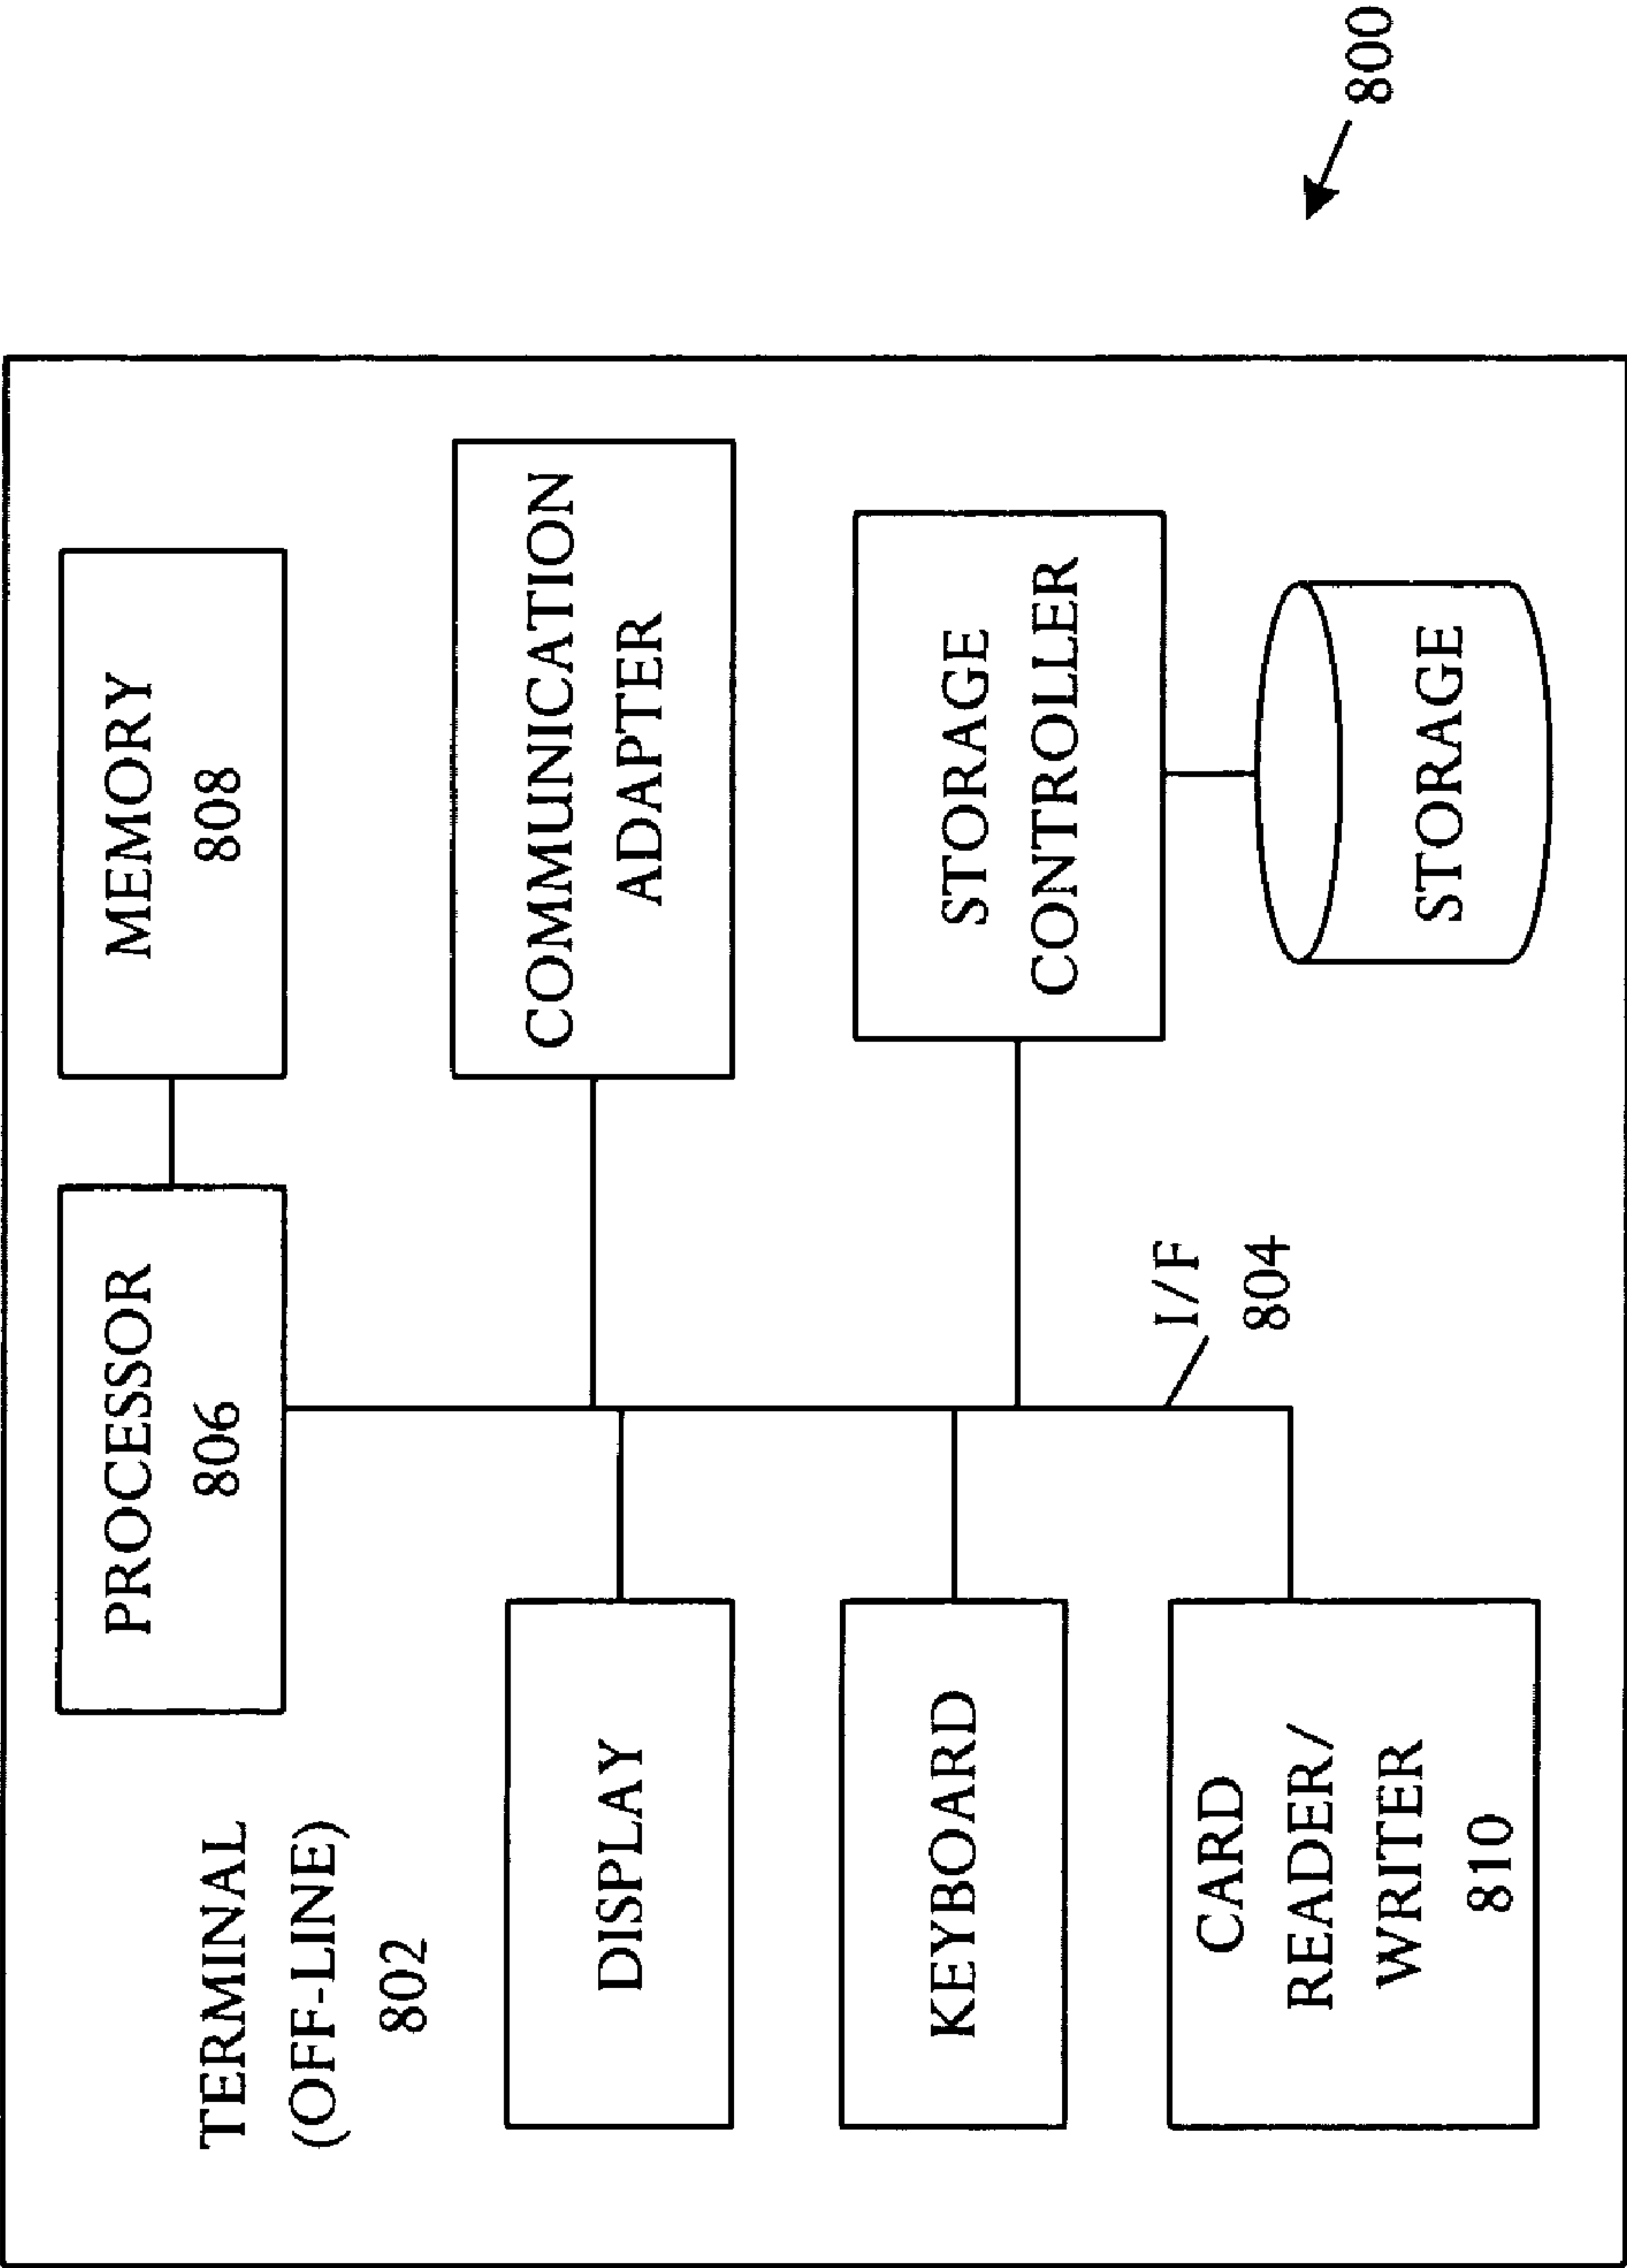 TERMINAL
(OFF-LINE)
802
PROCESSOR
806
MEMORY
808
DISPLAY
COMMUNICATION
ADAPTER
KEYBOARD
STORAGE
CONTROLLER
CARD
READER/
WRITER
810
I/F
804
STORAGE
800